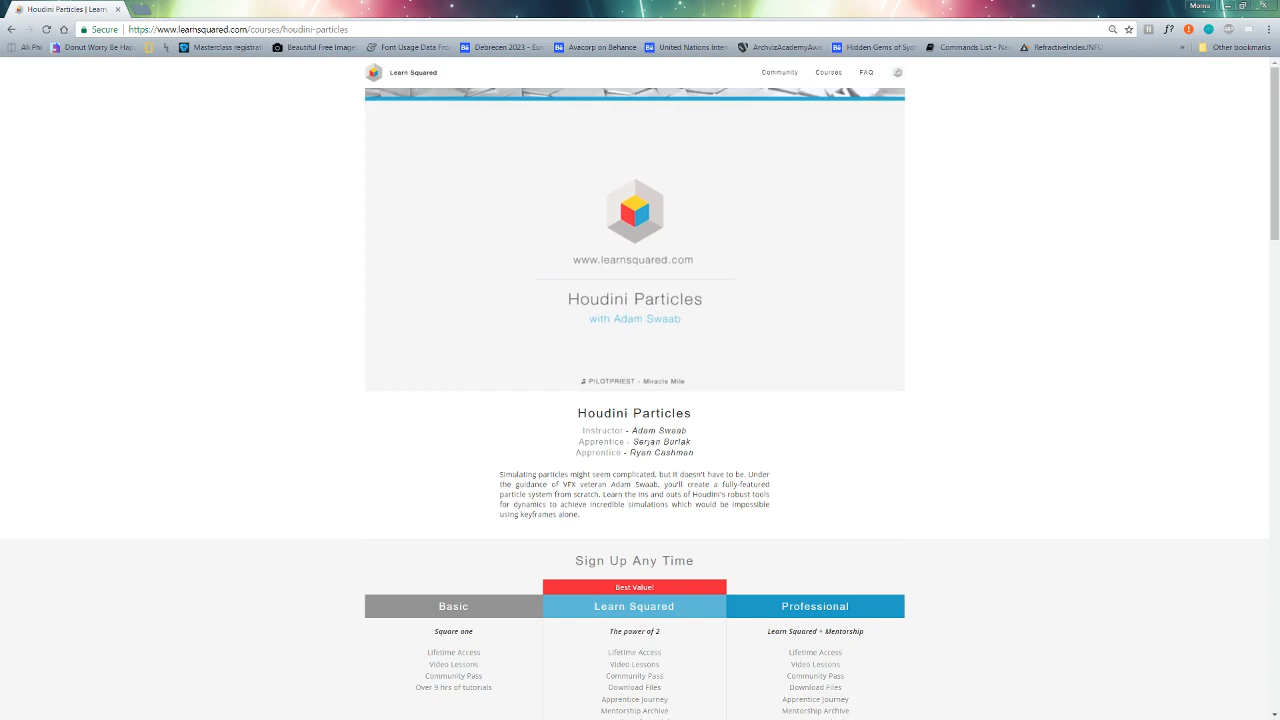 Houdini Particles | Learn
Momo
Secure https://www.learnsquared.com/courses/houdini-particles
Ali Phi Donut Worry Be Hap Masterclass registrat Beautiful Free Images Font Usage Data Fro Debrecen 2023 - Eur Avacorp on Behance United Nations Inten ArchvizAcademyAwar Hidden Gems of Syd Commands List - Na RefractiveIndex.INFO » Other bookmarks
Learn Squared Community Courses FAQ
www.learnsquared.com
Houdini Particles
with Adam Swaab
PILOTPRIEST - Miracle Mile
Houdini Particles
Instructor - Adam Swaab
Apprentice - Serjan Burlak
Apprentice - Ryan Cashman
Simulating particles might seem complicated, but it doesn't have to be. Under
the guidance of VFX veteran Adam Swaab, you'll create a fully-featured
particle system from scratch. Learn the ins and outs of Houdini's robust tools
for dynamics to achieve incredible simulations which would be impossible
using keyframes alone.
Sign Up Any Time
Best Value!
Basic Learn Squared Professional
Square one The power of 2 Learn Squared + Mentorship
Lifetime Access Lifetime Access Lifetime Access
Video Lessons Video Lessons Video Lessons
Community Pass Community Pass Community Pass
Over 9 hrs of tutorials Download Files Download Files
Apprentice Journey Apprentice Journey
Mentorship Archive Mentorship Archive